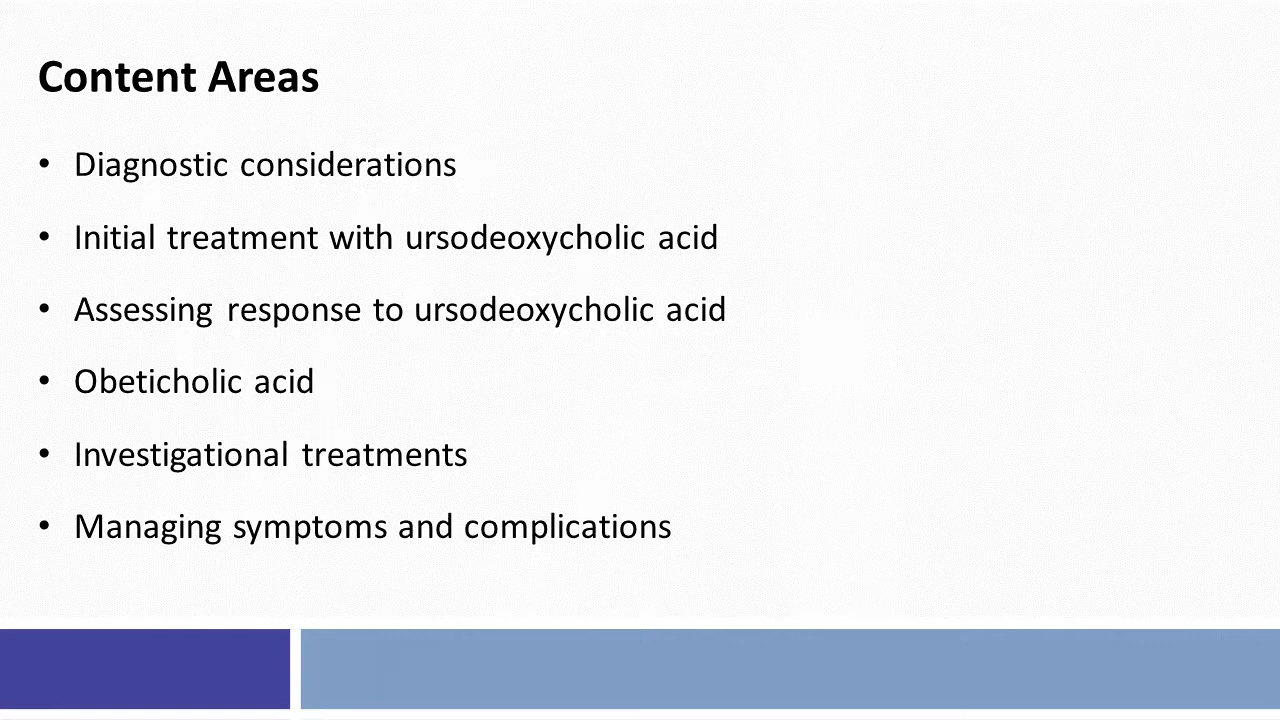 Content Areas
• Diagnostic considerations
• Initial treatment with ursodeoxycholic acid
• Assessing response to ursodeoxycholic acid
• Obeticholic acid
• Investigational treatments
• Managing symptoms and complications